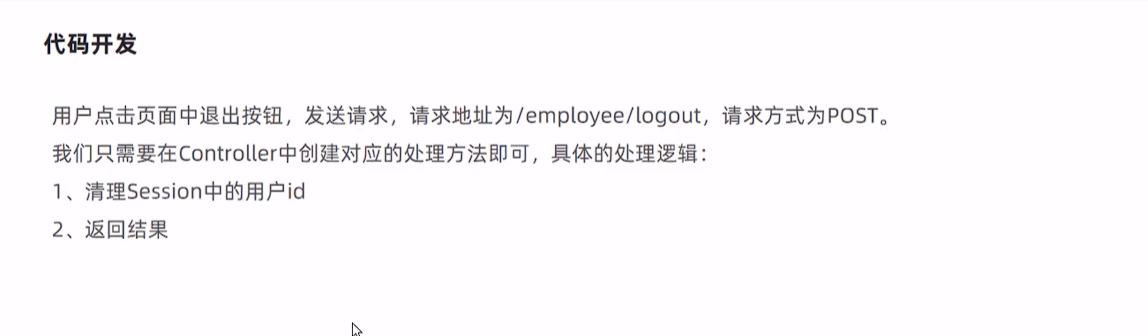 代码开发
用户点击页面中退出按钮，发送请求，请求地址为/employee/logout，请求方式为POST。
我们只需要在Controller中创建对应的处理方法即可，具体的处理逻辑：
1、清理Session中的用户id
2、返回结果